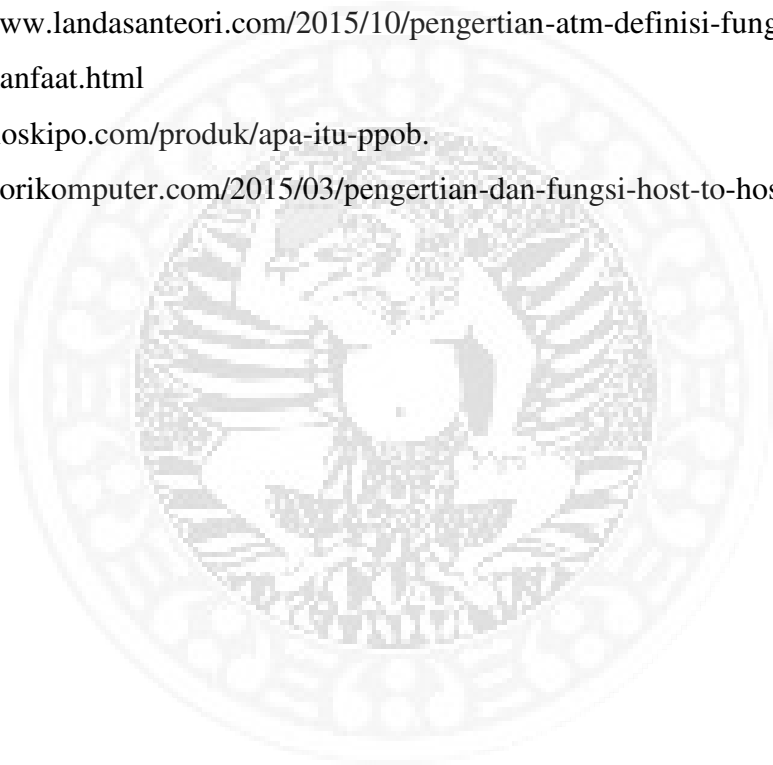 ww.landasanteori.com/2015/10/pengertian-atm-definisi-fung
anfaat.html
oskipo.com/produk/apa-itu-ppob.
orikomputer.com/2015/03/pengertian-dan-fungsi-host-to-hos